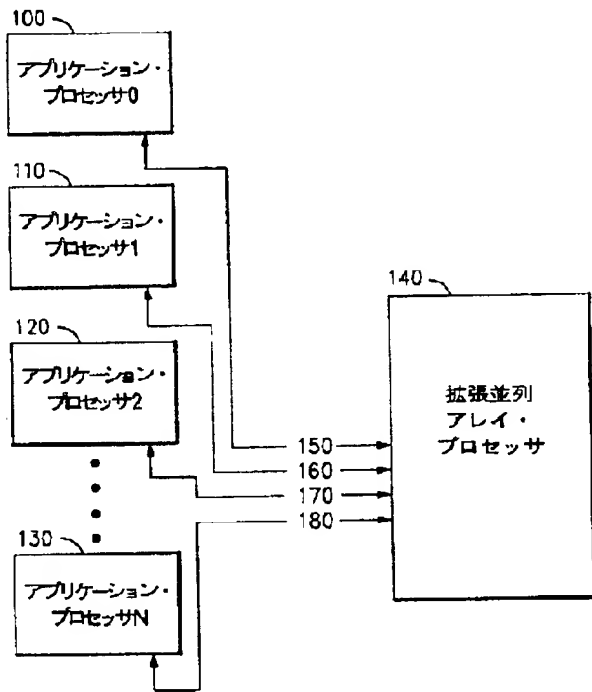 100
アプリケーション・
プロセッサ0
110
アプリケーション・
プロセッサ1
120
アプリケーション・
プロセッサ2
130
アプリケーション・
プロセッサN
140
拡張並列
アレイ・
プロセッサ
150
160
170
180